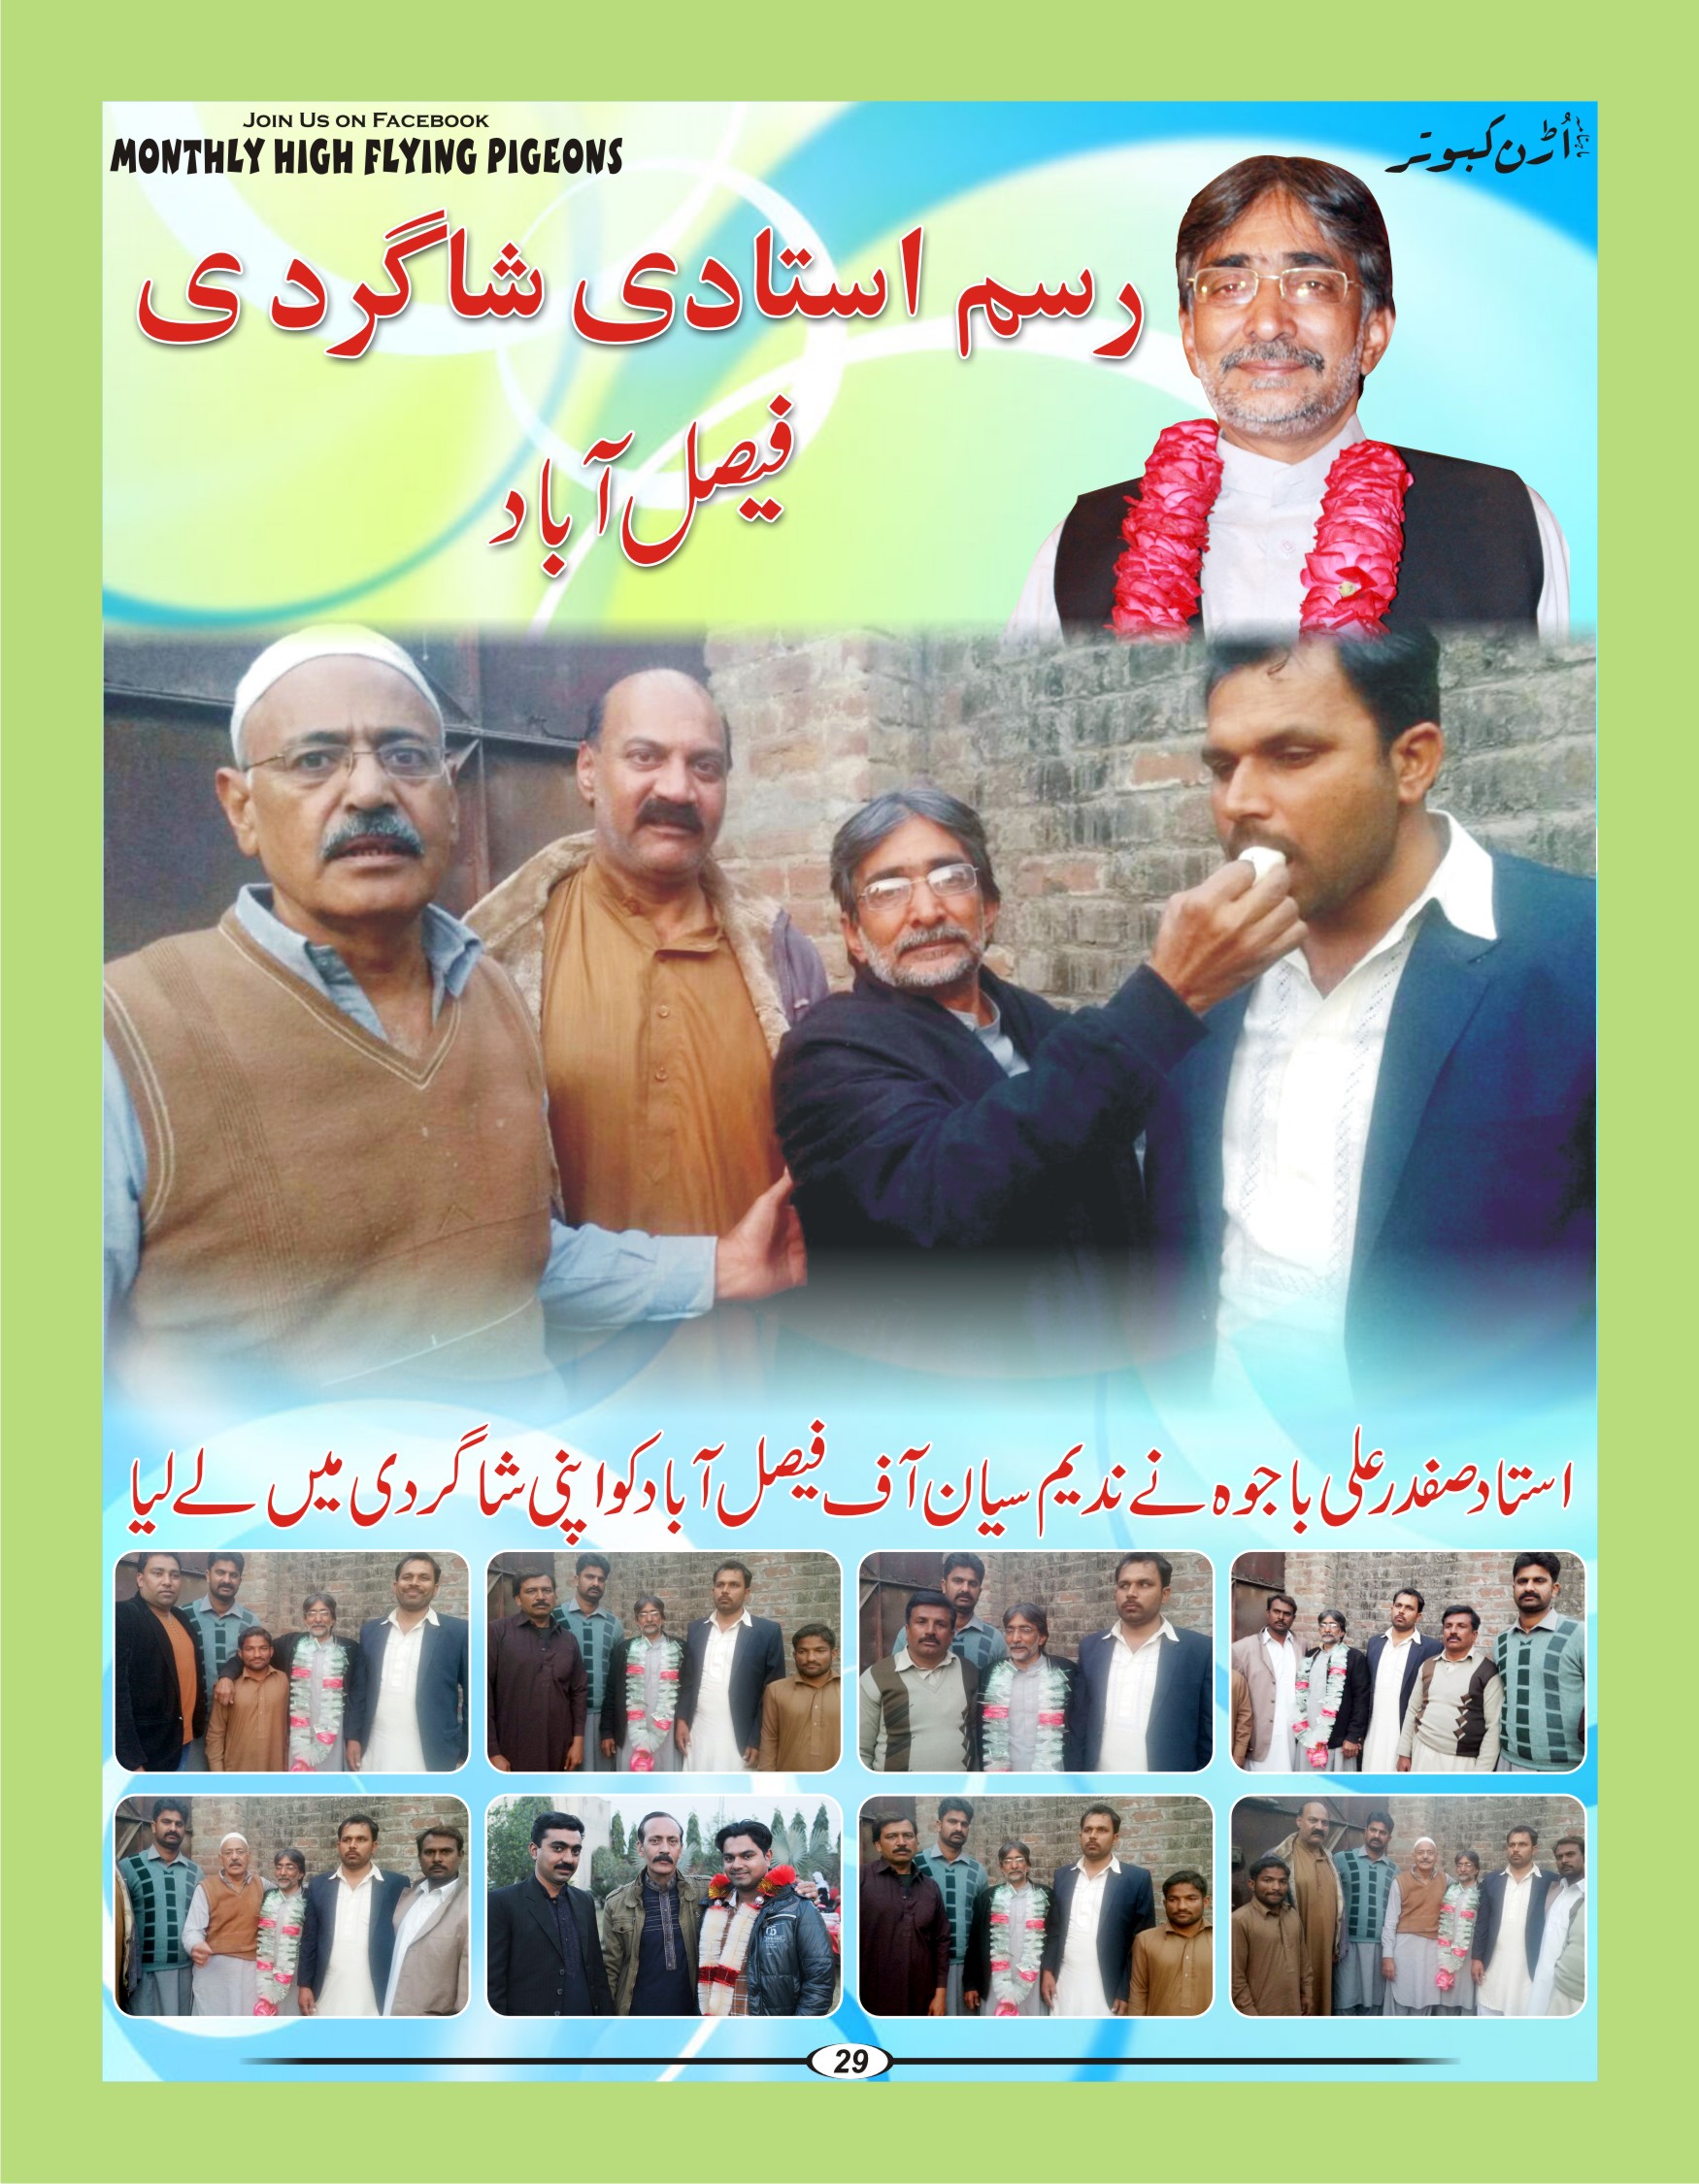 JOIN US ON FACEBOOK
MONTHLY HIGH FLYING PIGEONS
ماہنامہ اُڑن کبوتر
رسم استادی شاگردی
فیصل آباد
استاد صفدر علی باجوہ نے ندیم سیان آف فیصل آباد کو اپنی شاگردی میں لے لیا
29